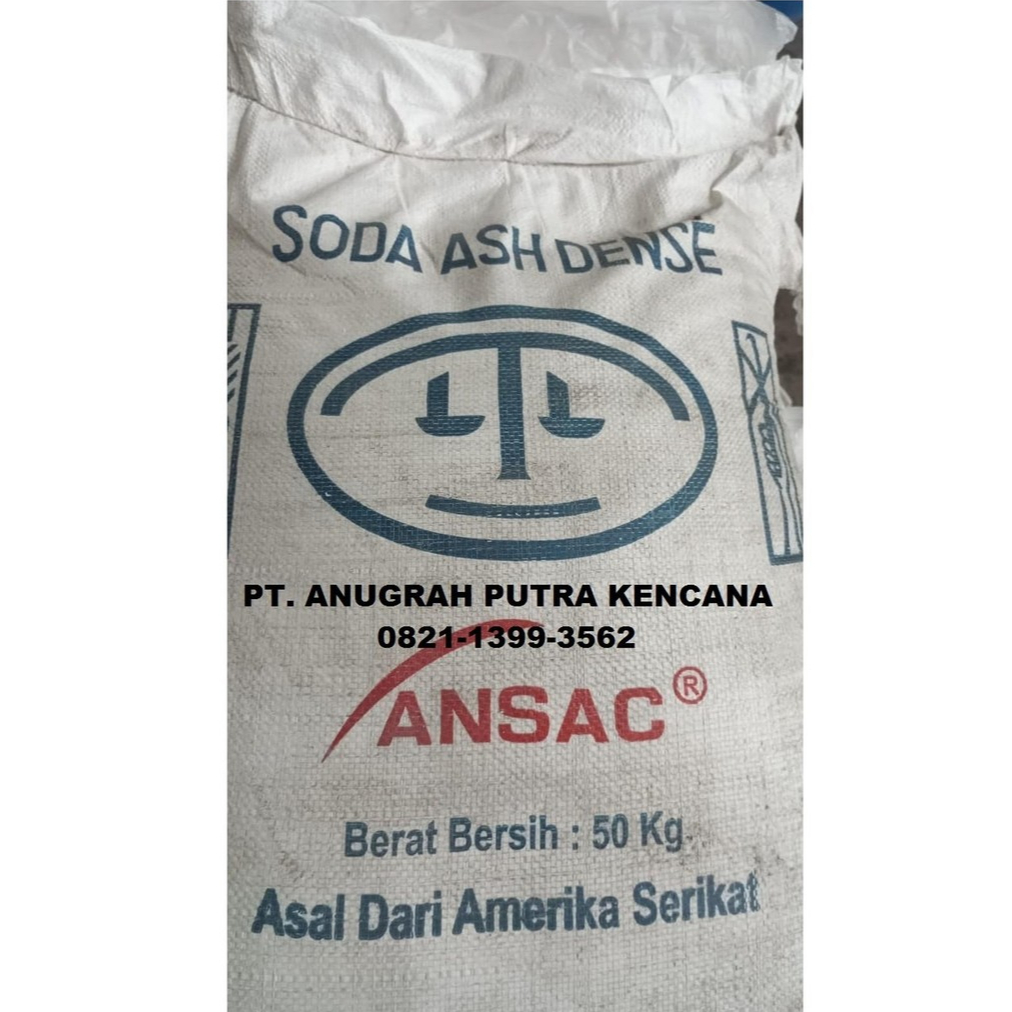 SODA ASH DENSE
PT. ANUGRAH PUTRA KENCANA
0821-1399-3562
ANSAC®
Berat Bersih : 50 Kg.
Asal Dari Amerika Serikat